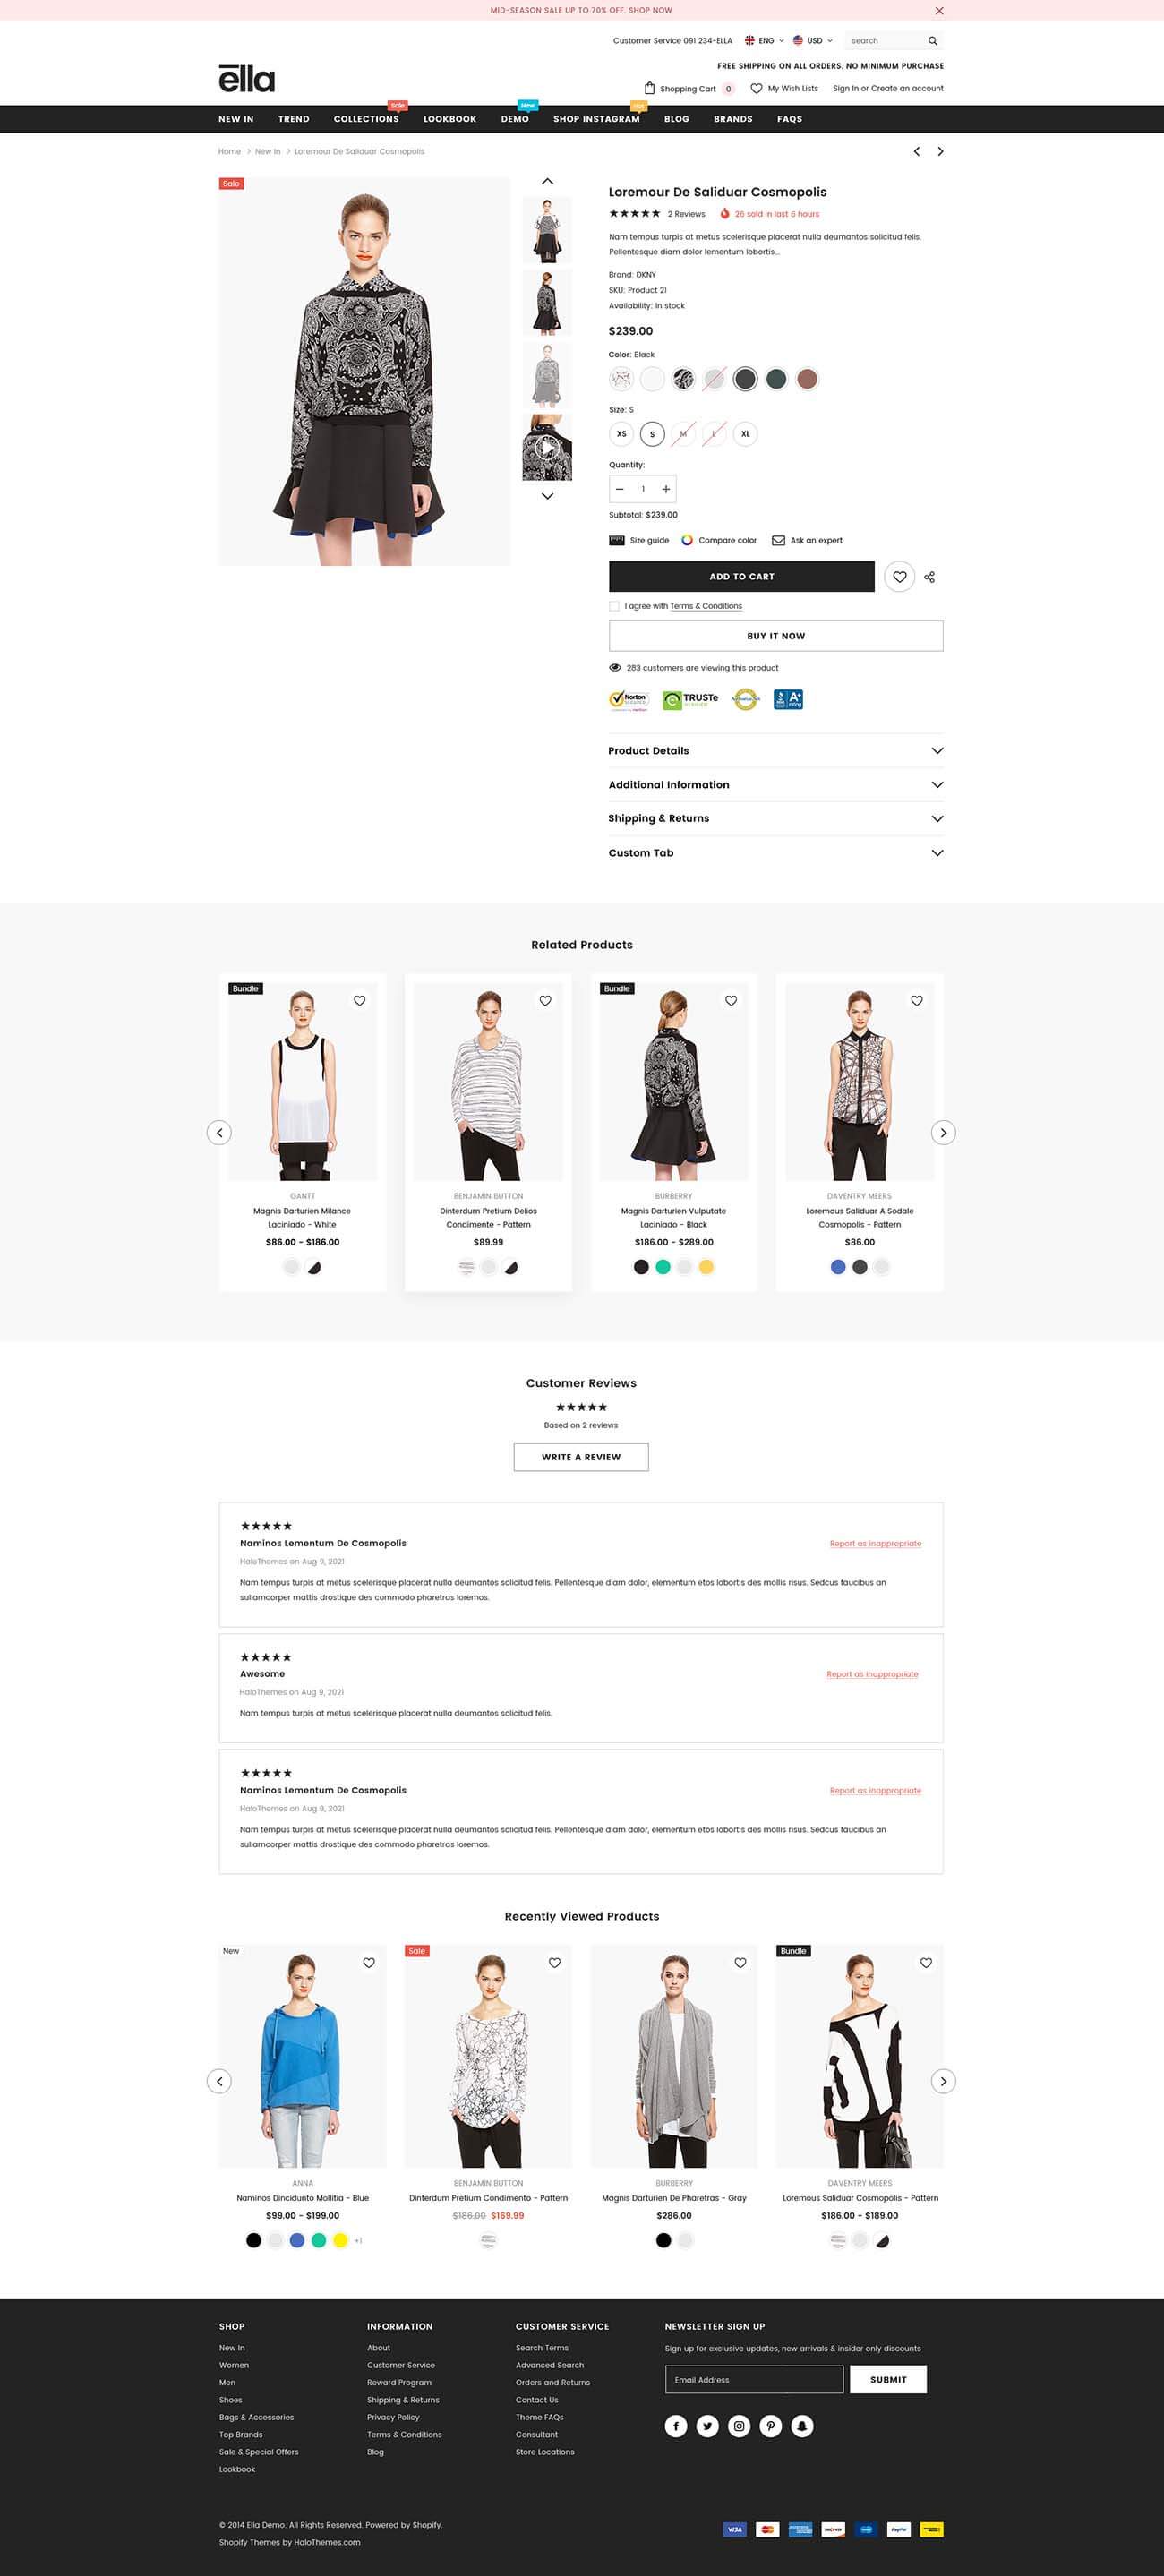 MID-SEASON SALE UP TO 70% OFF. SHOP NOW
Customer Service 091 234-ELLA
ENG
USD
search
FREE SHIPPING ON ALL ORDERS. NO MINIMUM PURCHASE
ēlla
Shopping Cart 0
My Wish Lists
Sign In or Create an account
Sale
New
NEW IN
TREND
COLLECTIONS
LOOKBOOK
DEMO
SHOP INSTAGRAM
BLOG
BRANDS
FAQS
Home > New In > Loremour De Saliduar Cosmopolis
Sale
Loremour De Saliduar Cosmopolis
2 Reviews
26 sold in last 6 hours
Nam tempus turpis at metus scelerisque placerat nulla deumantos solicitud felis.
Pellentesque diam dolor lementum lobortis...
Brand: DKNY
SKU: Product 21
Availability: In stock
$239.00
Color: Black
Size: S
XS
S
M
L
XL
Quantity:
− 1 +
Subtotal: $239.00
Size guide
Compare color
Ask an expert
ADD TO CART
I agree with Terms & Conditions
BUY IT NOW
283 customers are viewing this product
Norton
SECURED
TRUSTe
A+
rating
Product Details
Additional Information
Shipping & Returns
Custom Tab
Related Products
Bundle
Bundle
GANTT
Magnis Darturien Milance
Laciniado - White
$86.00 - $186.00
BENJAMIN BUTTON
Dinterdum Pretium Delios
Condimente - Pattern
$89.99
BURBERRY
Magnis Darturien Vulputate
Laciniado - Black
$186.00 - $289.00
DAVENTRY MEERS
Loremous Saliduar A Sodale
Cosmopolis - Pattern
$86.00
Customer Reviews
Based on 2 reviews
WRITE A REVIEW
Naminos Lementum De Cosmopolis
Report as inappropriate
HaloThemes on Aug 9, 2021
Nam tempus turpis at metus scelerisque placerat nulla deumantos solicitud felis. Pellentesque diam dolor, elementum etos lobortis des mollis risus. Sedcus faucibus an
sullamcorper mattis drostique des commodo pharetras loremos.
Awesome
Report as inappropriate
HaloThemes on Aug 9, 2021
Nam tempus turpis at metus scelerisque placerat nulla deumantos solicitud felis.
Naminos Lementum De Cosmopolis
Report as inappropriate
HaloThemes on Aug 9, 2021
Nam tempus turpis at metus scelerisque placerat nulla deumantos solicitud felis. Pellentesque diam dolor, elementum etos lobortis des mollis risus. Sedcus faucibus an
sullamcorper mattis drostique des commodo pharetras loremos.
Recently Viewed Products
New
Sale
Bundle
ANNA
Naminos Dincidunto Mollitia - Blue
$99.00 - $199.00
+1
BENJAMIN BUTTON
Dinterdum Pretium Condimento - Pattern
$186.00 $169.99
BURBERRY
Magnis Darturien De Pharetras - Gray
$286.00
DAVENTRY MEERS
Loremous Saliduar Cosmopolis - Pattern
$186.00 - $189.00
SHOP
New In
Women
Men
Shoes
Bags & Accessories
Top Brands
Sale & Special Offers
Lookbook
INFORMATION
About
Customer Service
Reward Program
Shipping & Returns
Privacy Policy
Terms & Conditions
Blog
CUSTOMER SERVICE
Search Terms
Advanced Search
Orders and Returns
Contact Us
Theme FAQs
Consultant
Store Locations
NEWSLETTER SIGN UP
Sign up for exclusive updates, new arrivals & insider only discounts
Email Address
SUBMIT
© 2014 Ella Demo. All Rights Reserved. Powered by Shopify.
Shopify Themes by HaloThemes.com
VISA
PayPal